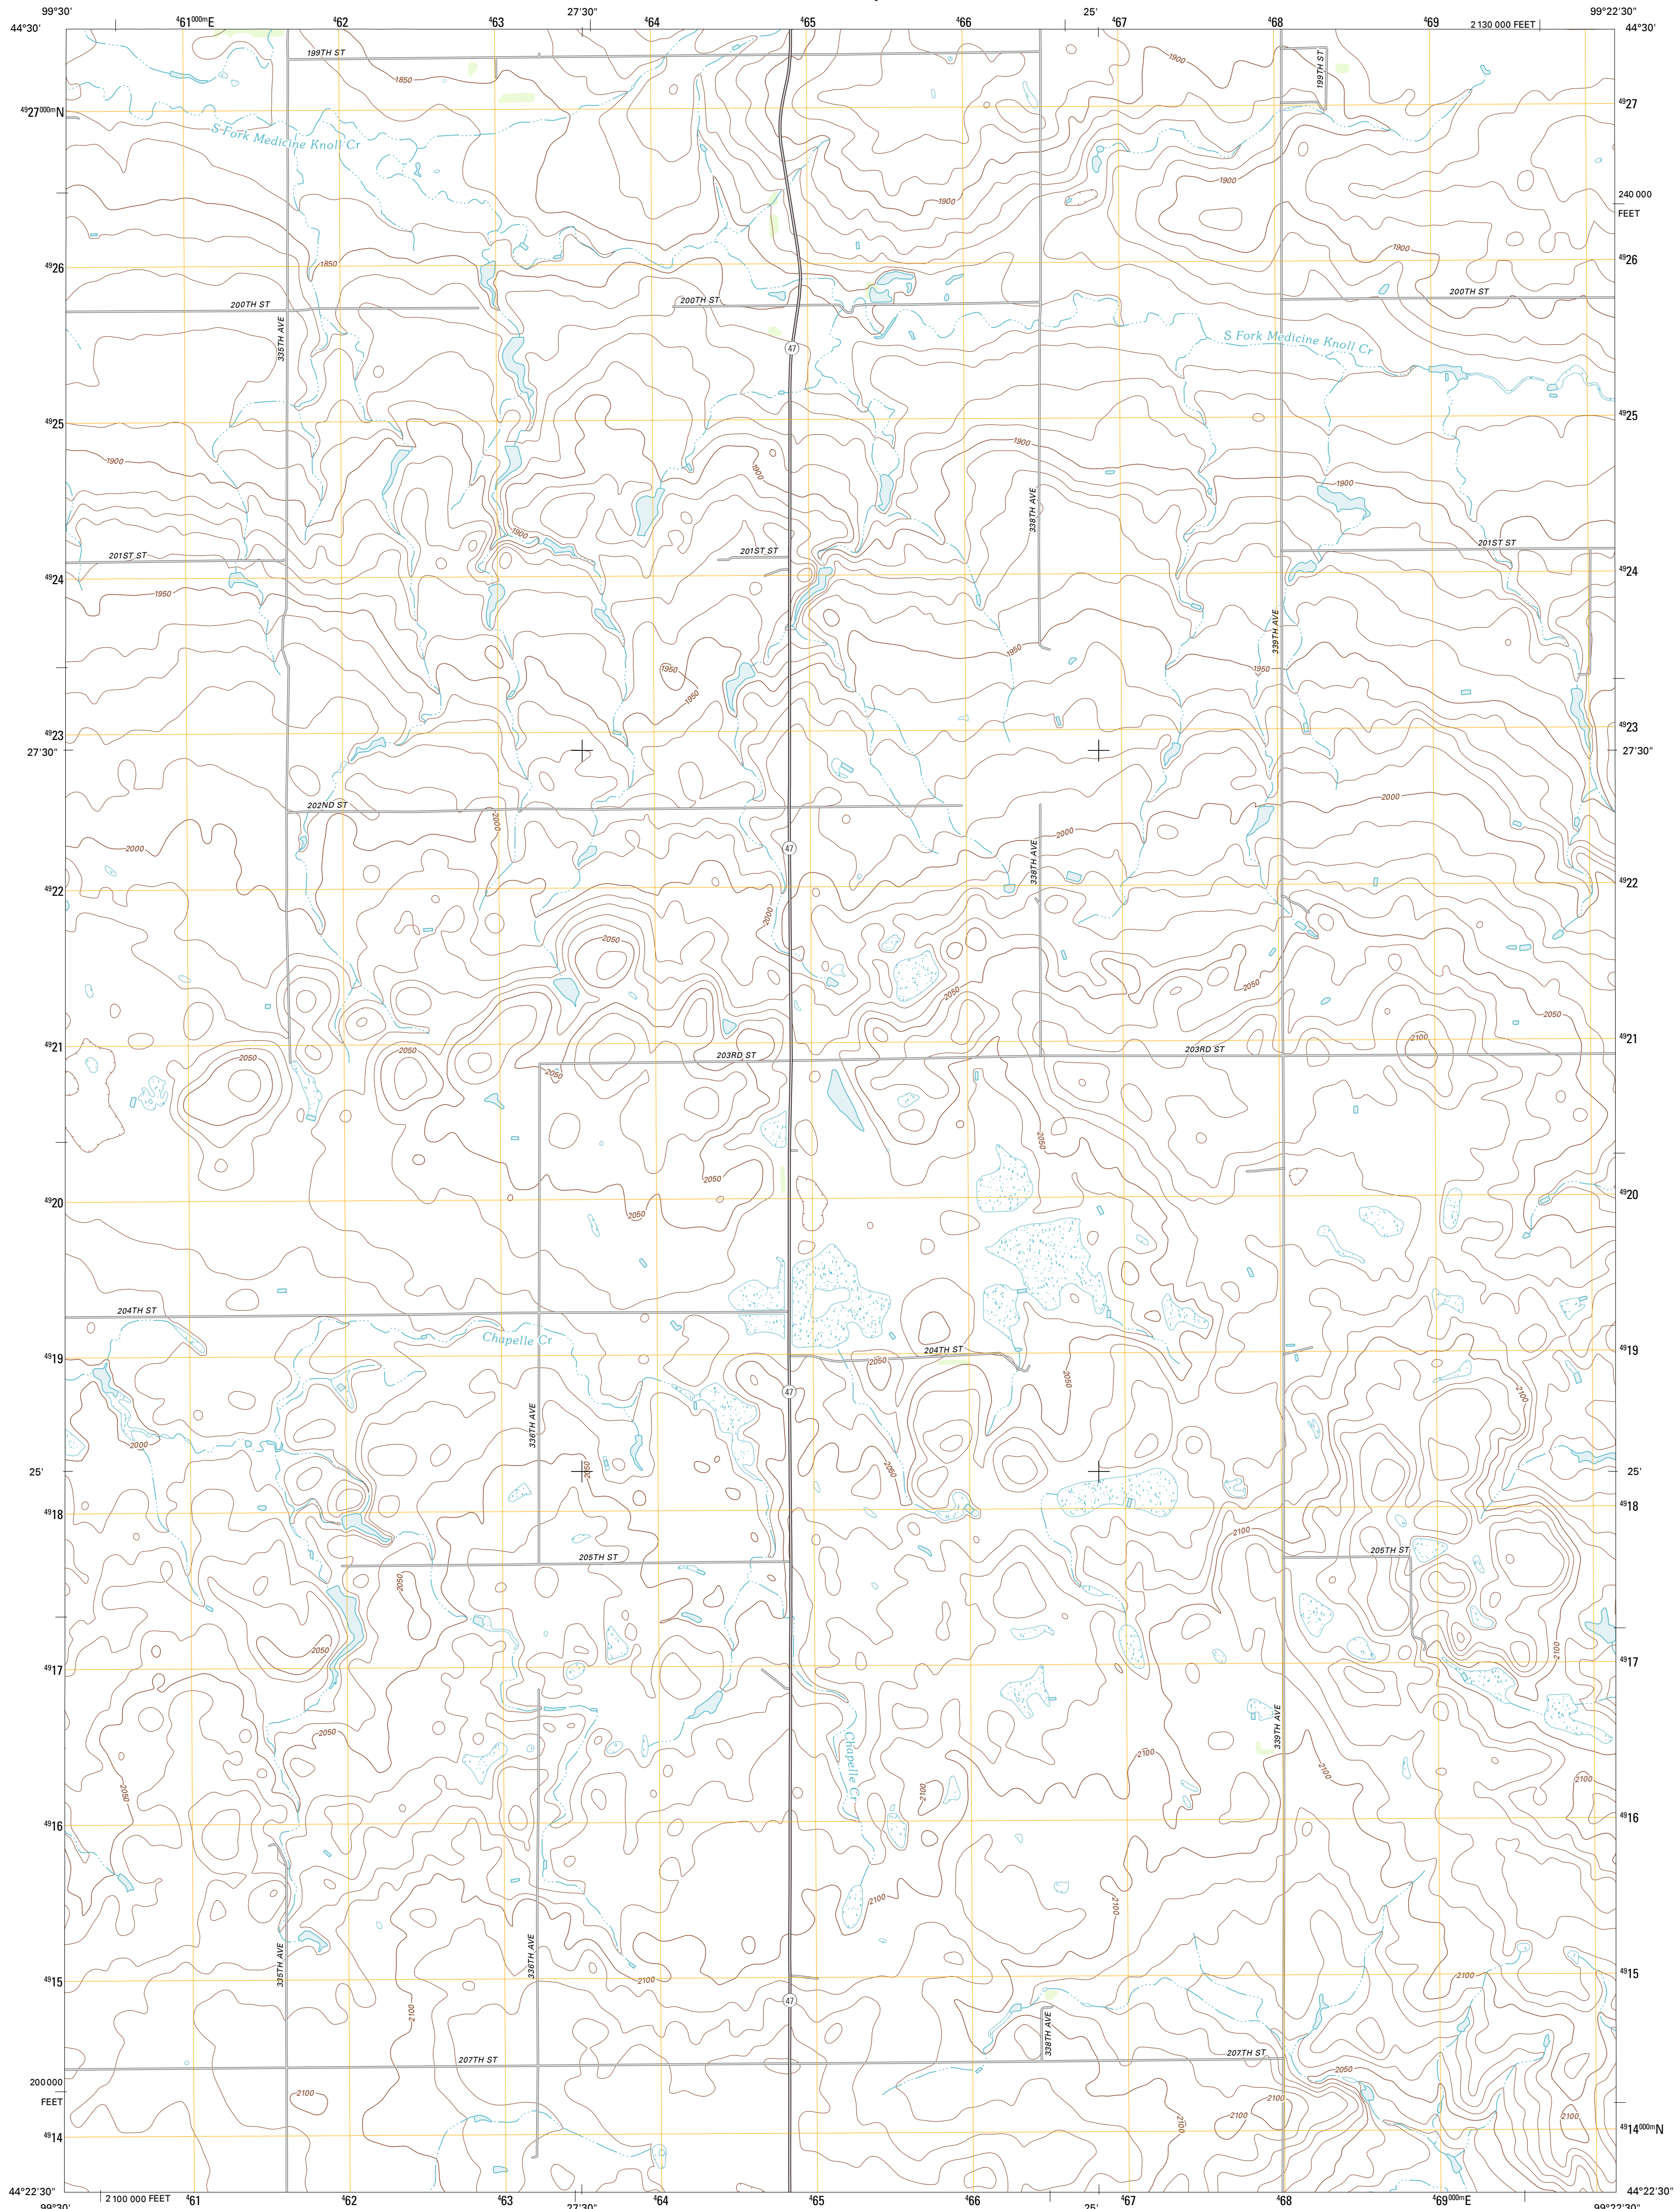 99°30' ⁴61⁰⁰⁰ᵐE ⁴62 ⁴63 27'30" ⁴64 ⁴65 ⁴66 25' ⁴67 ⁴68 ⁴69 2 130 000 FEET 99°22'30"
44°30' 44°30'
199TH ST
199TH ST
1850
1900
⁴⁹27⁰⁰⁰ᵐN ⁴⁹27
S Fork Medicine Knoll Cr
1900
1900
240 000
FEET
1900
⁴⁹26 1850 ⁴⁹26
200TH ST 200TH ST 200TH ST
335TH AVE
47
S Fork Medicine Knoll Cr
⁴⁹25 ⁴⁹25
1900 1900 1900
1900
338TH AVE
1900
201ST ST 201ST ST 201ST ST
⁴⁹24 ⁴⁹24
1950
339TH AVE
1950 1950 1950
1950
⁴⁹23 ⁴⁹23
27'30" 27'30"
2000
202ND ST
2000
2000
2000 47
338TH AVE
⁴⁹22 ⁴⁹22
2000
2050
2050 2050
2050
⁴⁹21 2100 ⁴⁹21
2050 2050 203RD ST 203RD ST
2050
2050
2050
⁴⁹20 ⁴⁹20
2050
204TH ST
Chapelle Cr
⁴⁹19 204TH ST ⁴⁹19
2050
2050
47 2100
336TH AVE
2000
25' 2050 2050 25'
⁴⁹18 ⁴⁹18
2100
205TH ST 205TH ST
2050
2050 2100
⁴⁹17 ⁴⁹17
2050
339TH AVE
Chapelle Cr
2100
2050 2100 2100 2100
⁴⁹16 ⁴⁹16
2100 2100
335TH AVE 336TH AVE
⁴⁹15 2100 2100 ⁴⁹15
47
2100
338TH AVE
207TH ST 207TH ST
2050
200 000
FEET
2100 2100 2100 2100
2100
⁴⁹14 ⁴⁹14⁰⁰⁰ᵐN
44°22'30" 44°22'30"
99°30' 2 100 000 FEET ⁴61 ⁴62 ⁴63 27'30" ⁴64 ⁴65 ⁴66 25' ⁴67 ⁴68 ⁴69⁰⁰⁰ᵐE 99°22'30"